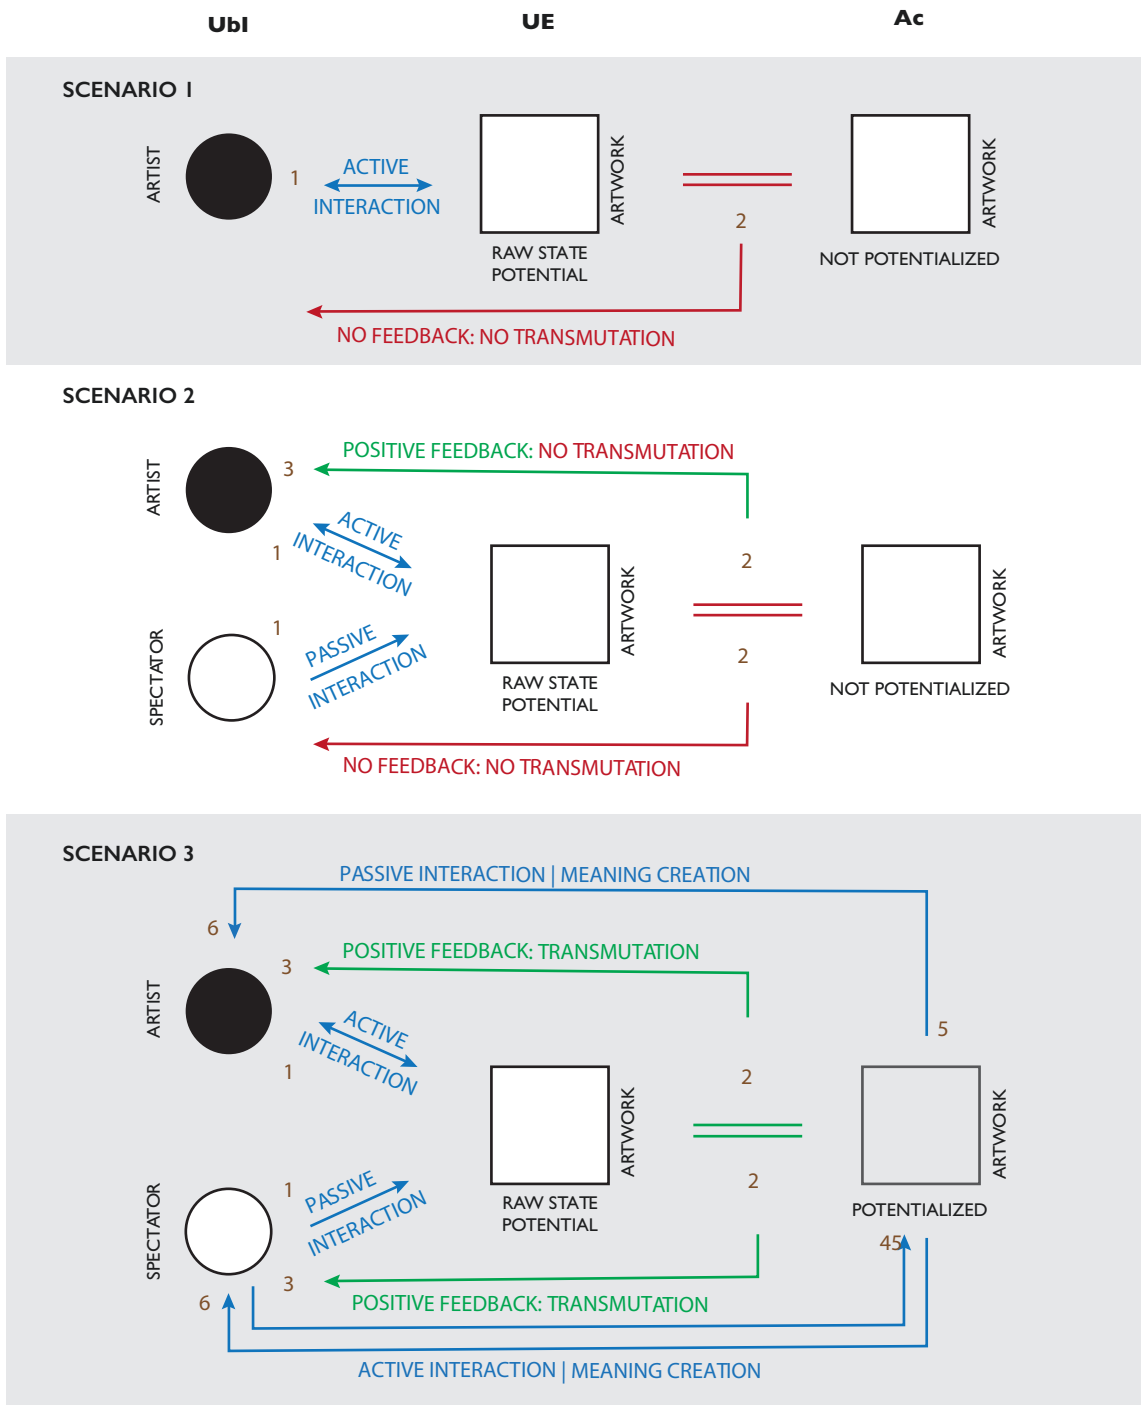 UbI
UE
Ac
SCENARIO 1
ARTIST
1
ACTIVE
INTERACTION
ARTWORK
RAW STATE
POTENTIAL
2
ARTWORK
NOT POTENTIALIZED
NO FEEDBACK: NO TRANSMUTATION
SCENARIO 2
POSITIVE FEEDBACK: NO TRANSMUTATION
ARTIST
3
1
ACTIVE
INTERACTION
SPECTATOR
1
PASSIVE
INTERACTION
ARTWORK
RAW STATE
POTENTIAL
2
2
ARTWORK
NOT POTENTIALIZED
NO FEEDBACK: NO TRANSMUTATION
SCENARIO 3
PASSIVE INTERACTION | MEANING CREATION
6
POSITIVE FEEDBACK: TRANSMUTATION
3
ARTIST
1
ACTIVE
INTERACTION
5
2
ARTWORK
RAW STATE
POTENTIAL
2
ARTWORK
POTENTIALIZED
45
SPECTATOR
1
PASSIVE
INTERACTION
3
6
POSITIVE FEEDBACK: TRANSMUTATION
ACTIVE INTERACTION | MEANING CREATION